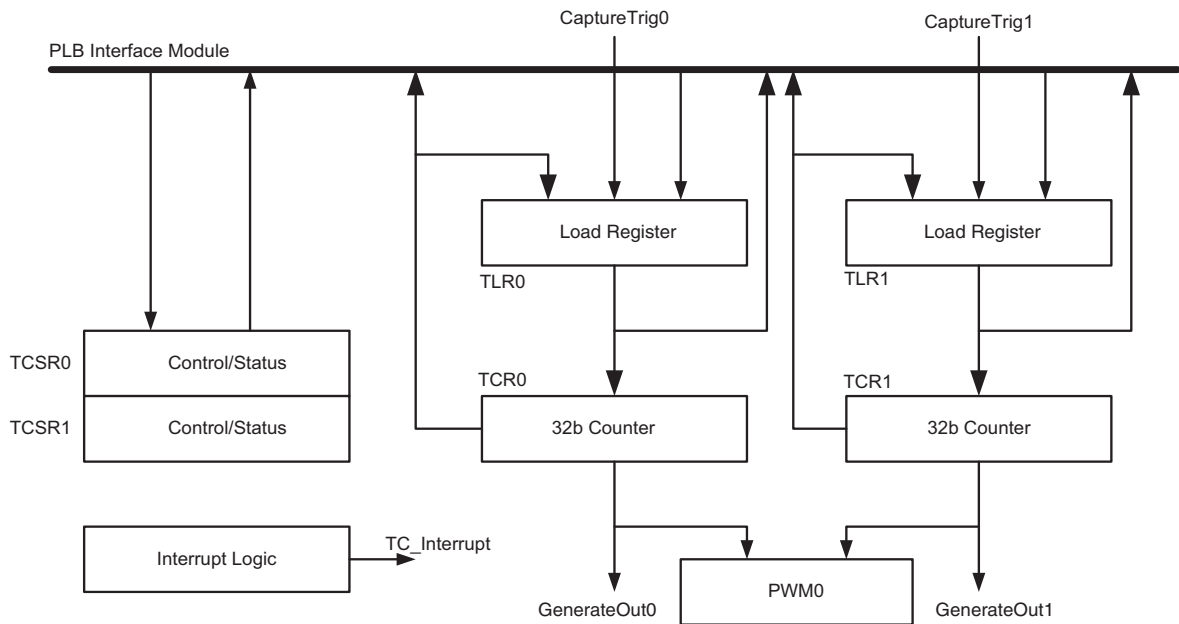 CaptureTrig0
CaptureTrig1
PLB Interface Module
Load Register
Load Register
TLR0
TLR1
TCSR0
Control/Status
TCR0
TCR1
TCSR1
Control/Status
32b Counter
32b Counter
TC_Interrupt
Interrupt Logic
PWM0
GenerateOut0
GenerateOut1